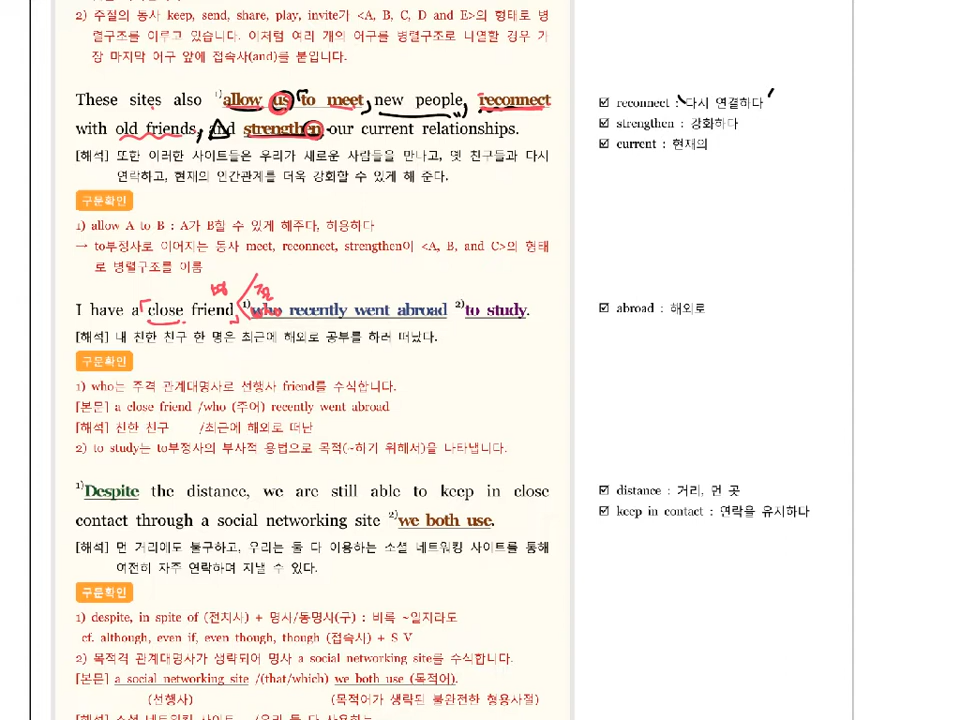 2) 주절의 동사 keep, send, share, play, invite가 <A, B, C, D and E>의 형태로 병
렬구조를 이루고 있습니다. 이처럼 여러 개의 어구를 병렬구조로 나열할 경우 가
장 마지막 어구 앞에 접속사(and)를 붙입니다.
These sites also 1)allow us to meet new people, reconnect
with old friends, and strengthen our current relationships.
☑ reconnect : 다시 연결하다
☑ strengthen : 강화하다
☑ current : 현재의
[해석] 또한 이러한 사이트들은 우리가 새로운 사람들을 만나고, 옛 친구들과 다시
연락하고, 현재의 인간관계를 더욱 강화할 수 있게 해 준다.
구문확인
1) allow A to B : A가 B할 수 있게 해주다, 허용하다
→ to부정사로 이어지는 동사 meet, reconnect, strengthen이 <A, B, and C>의 형태
로 병렬구조를 이룸
I have a close friend 1)who recently went abroad 2)to study.
☑ abroad : 해외로
[해석] 내 친한 친구 한 명은 최근에 해외로 공부를 하러 떠났다.
구문확인
1) who는 주격 관계대명사로 선행사 friend를 수식합니다.
[본문] a close friend /who (주어) recently went abroad
[해석] 친한 친구 /최근에 해외로 떠난
2) to study는 to부정사의 부사적 용법으로 목적(~하기 위해서)을 나타냅니다.
1)Despite the distance, we are still able to keep in close
contact through a social networking site 2)we both use.
☑ distance : 거리, 먼 곳
☑ keep in contact : 연락을 유지하다
[해석] 먼 거리에도 불구하고, 우리는 둘 다 이용하는 소셜 네트워킹 사이트를 통해
여전히 자주 연락하며 지낼 수 있다.
구문확인
1) despite, in spite of (전치사) + 명사/동명사(구) : 비록 ~일지라도
cf. although, even if, even though, though (접속사) + S V
2) 목적격 관계대명사가 생략되어 명사 a social networking site를 수식합니다.
[본문] a social networking site /(that/which) we both use (목적어).
(선행사) (목적어가 생략된 불완전한 형용사절)
[해석] 소셜 네트워킹 사이트 /우리 둘 다 사용하는